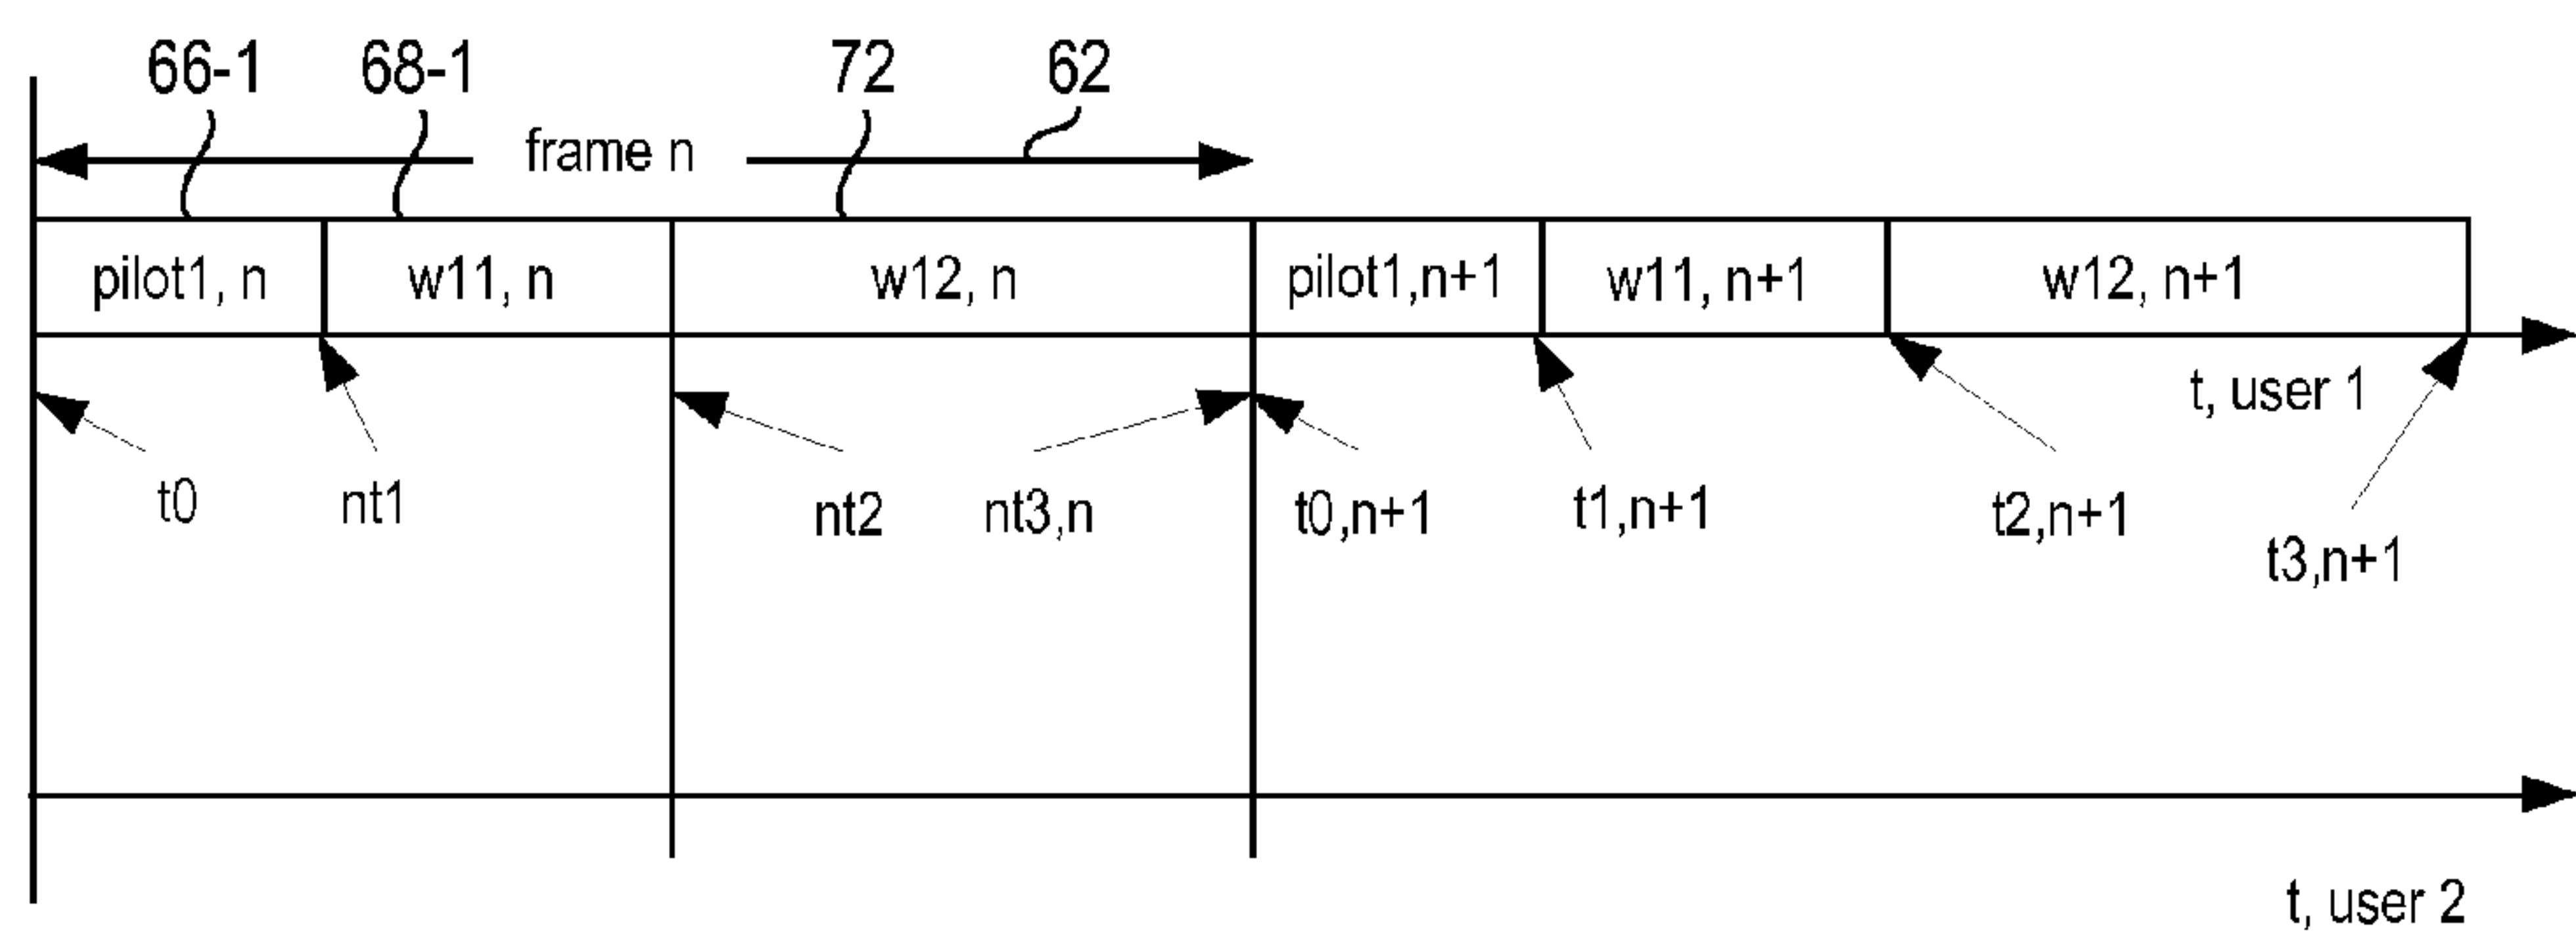 66-1 68-1 72 62
frame n
pilot1, n w11, n w12, n pilot1,n+1 w11, n+1 w12, n+1
t, user 1
t0 nt1 nt2 nt3,n t0,n+1 t1,n+1 t2,n+1
t3,n+1
t, user 2